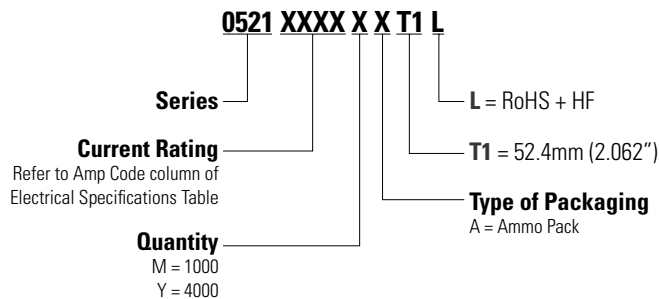 0521 XXXX X X T1 L
Series
L = RoHS + HF
Current Rating
Refer to Amp Code column of
Electrical Specifications Table
T1 = 52.4mm (2.062”)
Type of Packaging
A = Ammo Pack
Quantity
M = 1000
Y = 4000